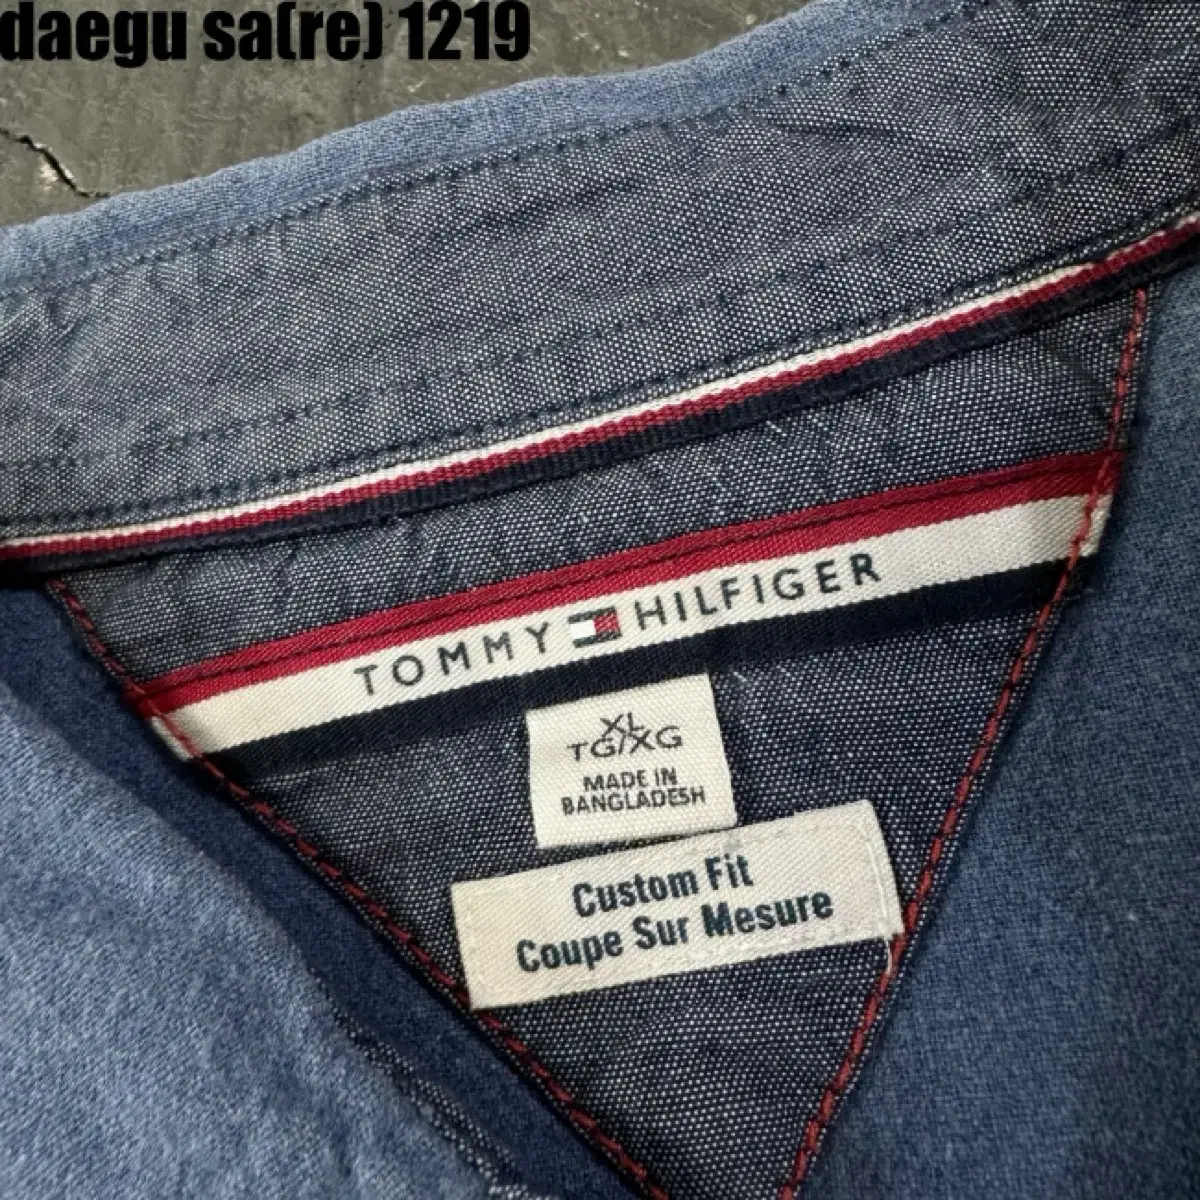 daegu sa(re) 1219
TOMMY HILFIGER
XL
TG/XG
MADE IN
BANGLADESH
Custom Fit
Coupe Sur Mesure